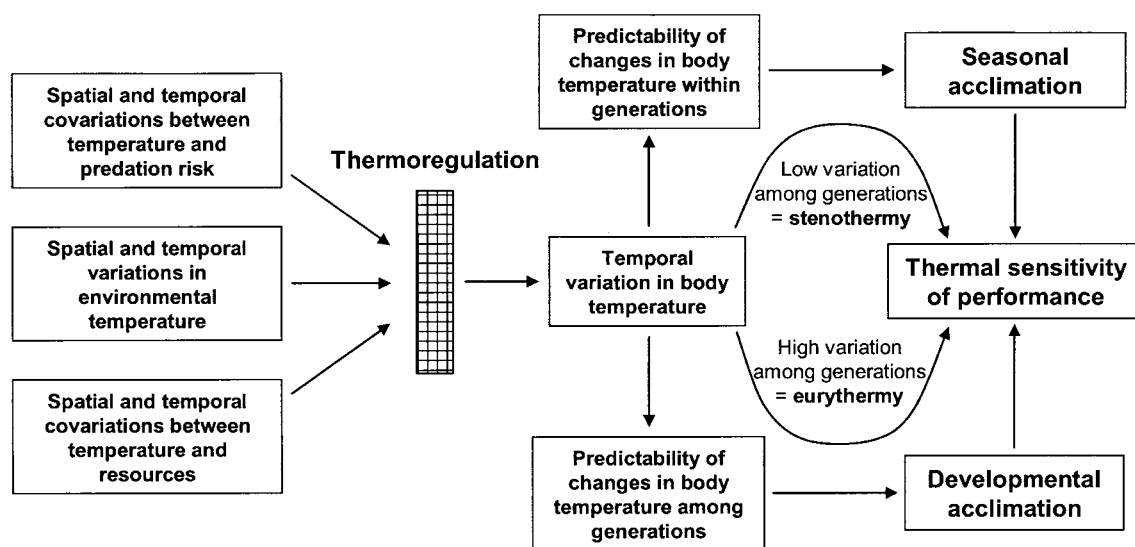 Spatial and temporal
covariations between
temperature and
predation risk
Spatial and temporal
variations in
environmental
temperature
Spatial and temporal
covariations between
temperature and
resources
Thermoregulation
Predictability of
changes in body
temperature within
generations
Temporal
variation in body
temperature
Predictability of
changes in body
temperature among
generations
Low variation
among generations
= stenothermy
High variation
among generations
= eurythermy
Seasonal
acclimation
Thermal sensitivity
of performance
Developmental
acclimation